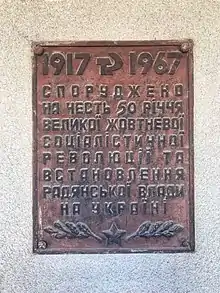 1917 1967
СПОРУДЖЕНО
НА ЧЕСТЬ 50 РІЧЧЯ
ВЕЛИКОЇ ЖОВТНЕВОЇ
СОЦІАЛІСТИЧНОЇ
РЕВОЛЮЦІЇ ТА
ВСТАНОВЛЕННЯ
РАДЯНСЬКОЇ ВЛАДИ
НА УКРАЇНІ